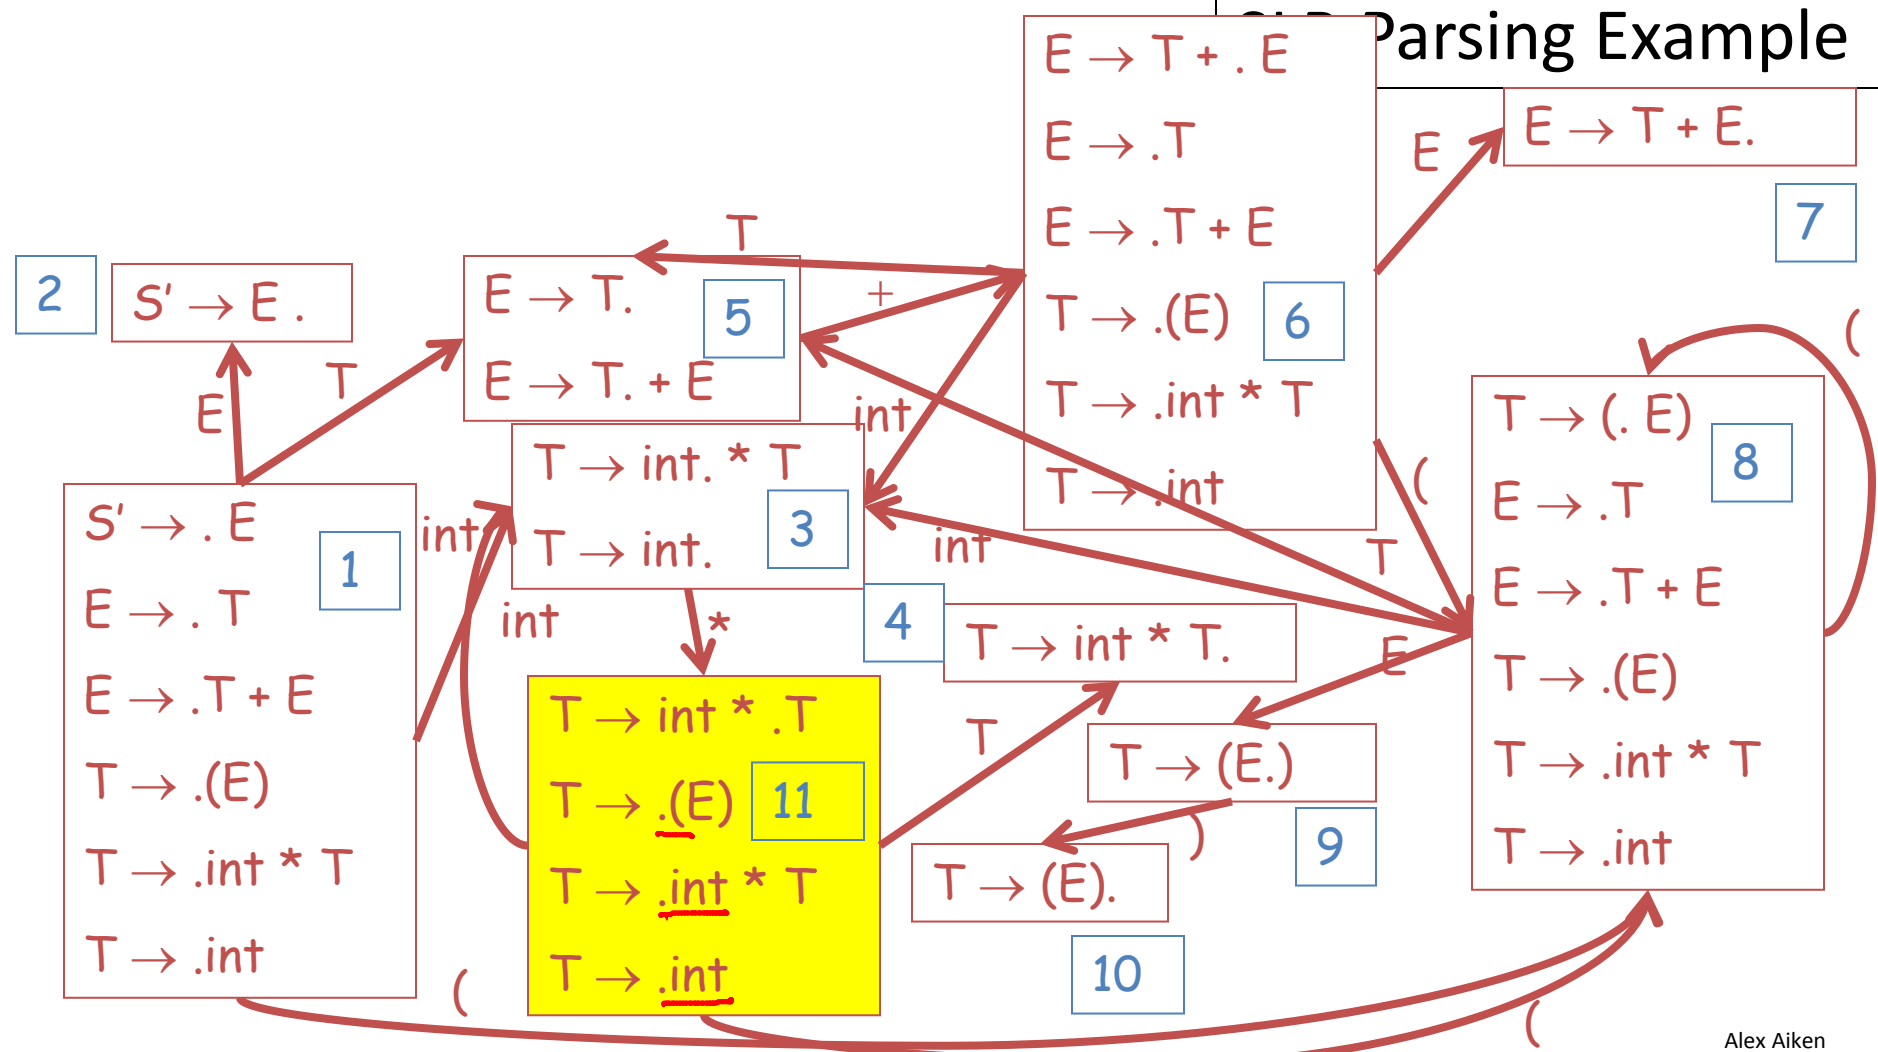 Parsing Example
E → T + . E
E → .T
E → .T + E
T → .(E)
T → .int * T
T → .int
6
E
E → T + E.
7
2
S' → E .
T
E → T.
E → T. + E
5
+
E
T
int
T → int. * T
T → int.
3
int
int
int
*
S' → . E
E → . T
E → .T + E
T → .(E)
T → .int * T
T → .int
1
(
T → int * .T
T → .(E)
T → .int * T
T → .int
11
T
4
T → int * T.
E
T → (E.)
9
)
T → (E).
10
T
(
(
T → (. E)
E → .T
E → .T + E
T → .(E)
T → .int * T
T → .int
8
(
Alex Aiken